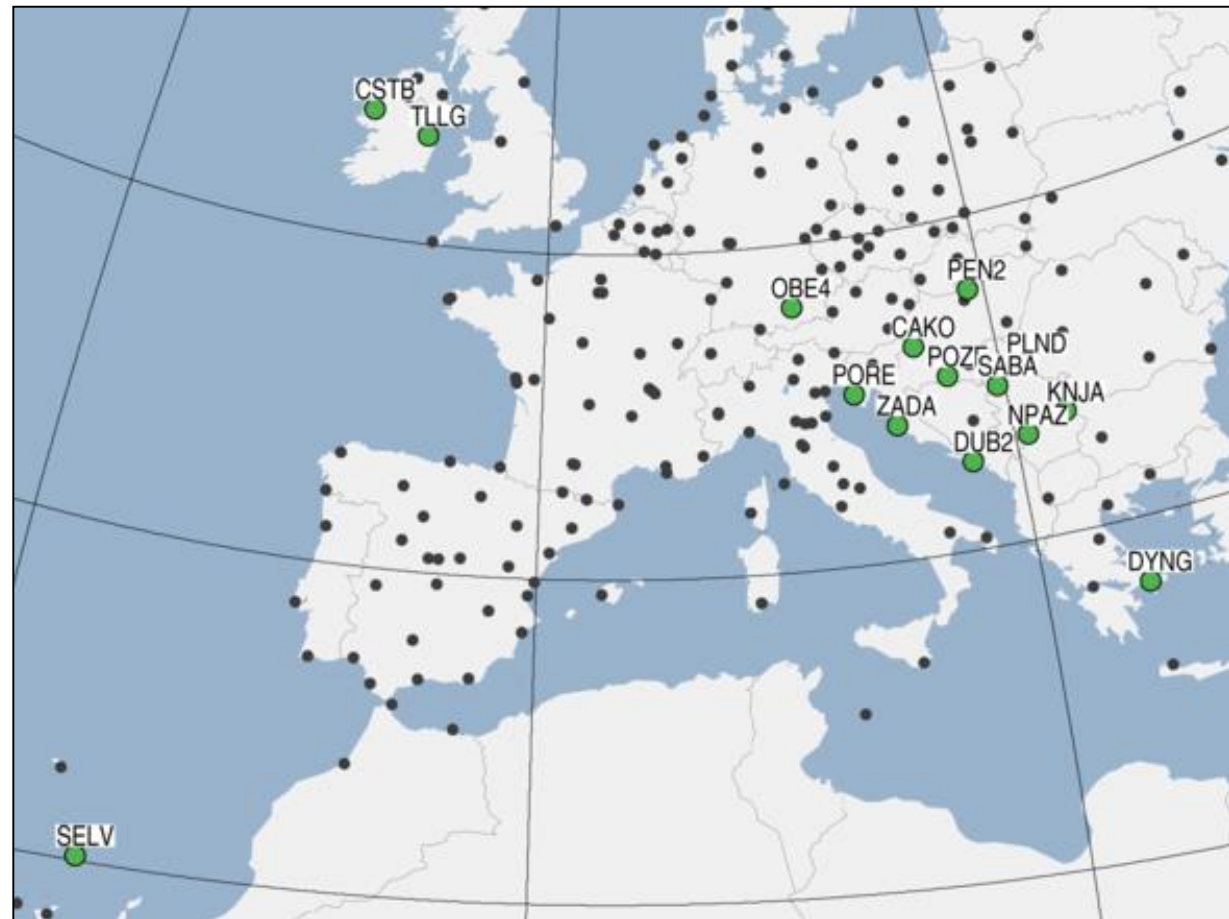 CSTB
TLLG
PEN2
OBE4
CAKO
PLND
POZE
SABA
PORE
KNJA
ZADA
NPAZ
DUB2
DYNG
SELV